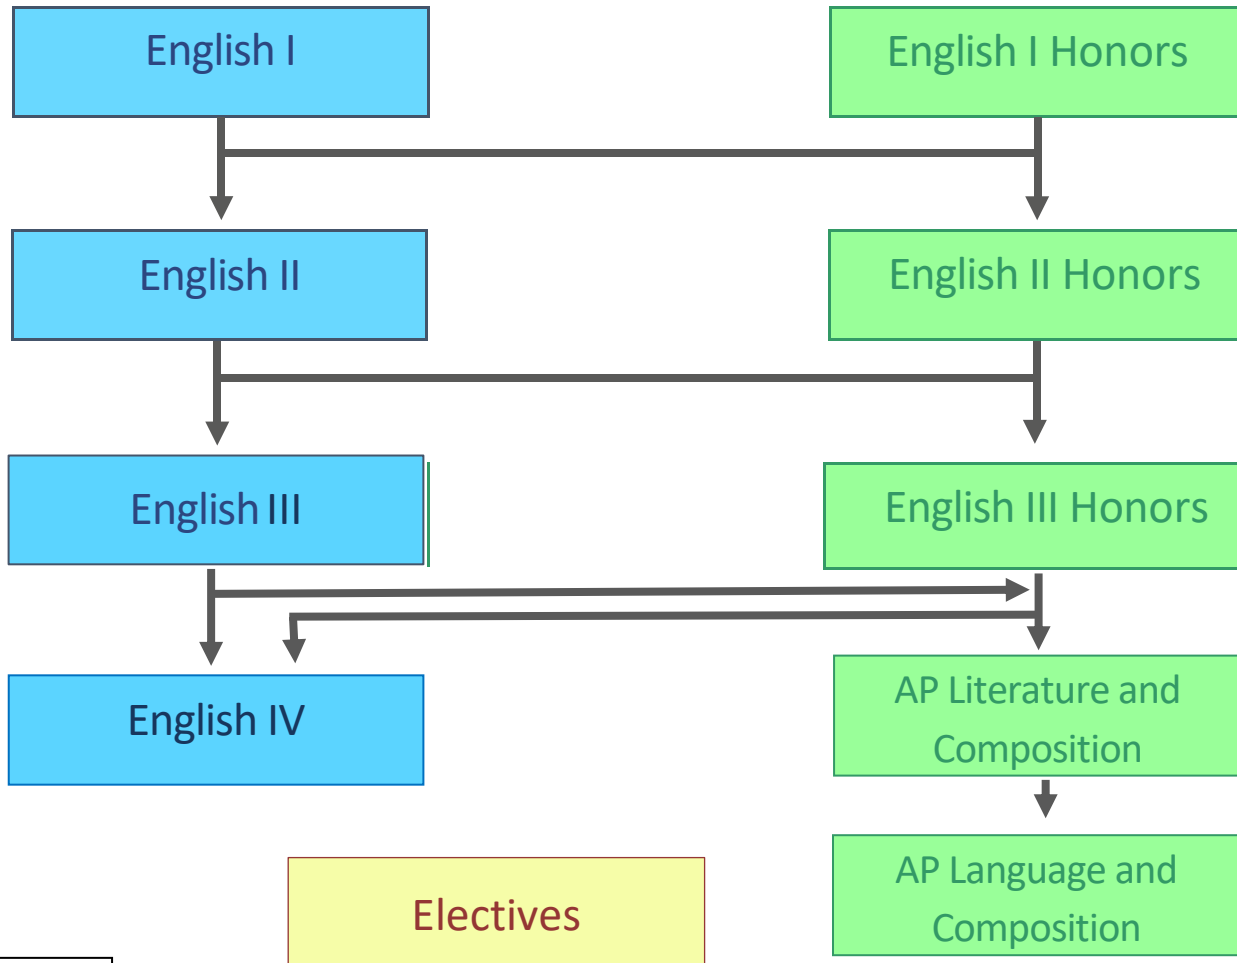 English I
English I Honors
English II
English II Honors
English III
English III Honors
English IV
AP Literature and
Composition
AP Language and
Composition
Electives